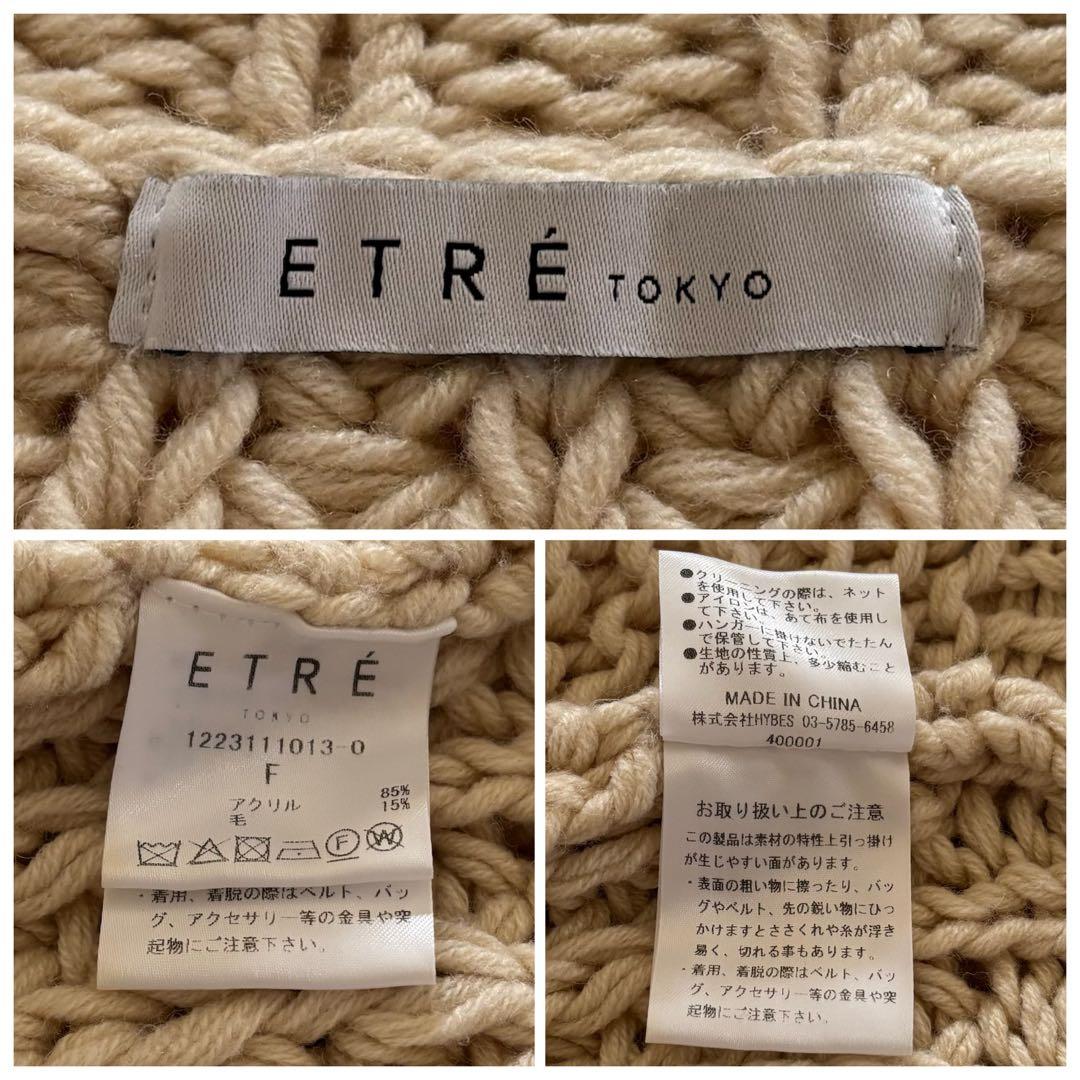 ETRÉ TOKYO
ETRÉ
TOKYO
1223111013-0
F
アクリル 85%
毛 15%
F
W
・着用、着脱の際はベルト、バッ
グ、アクセサリー等の金具や突
起物にご注意下さい。
●クリーニングの際は、ネット
を使用して下さい。
●アイロンは、あて布を使用し
て下さい。
●ハンガーに掛けないでたたん
で保管して下さい。
●生地の性質上、多少縮むこと
があります。
MADE IN CHINA
株式会社HYBES 03-5785-6458
400001
お取り扱い上のご注意
この製品は素材の特性上引っ掛け
が生じやすい面があります。
・表面の粗い物に擦ったり、バッ
グやベルト、先の鋭い物にひっ
かけますとささくれや糸が浮き
易く、切れる事もあります。
・着用、着脱の際はベルト、バッ
グ、アクセサリー等の金具や突
起物にご注意下さい。